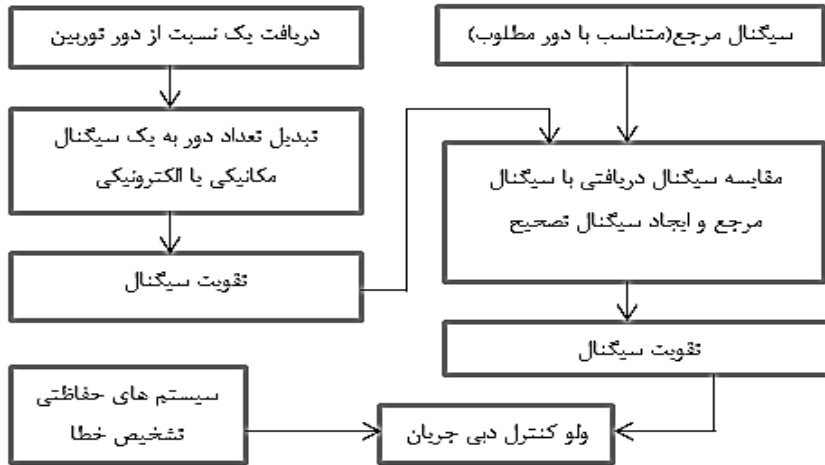 دریافت یک نسبت از دور توربین
سیگنال مرجع(متناسب با دور مطلوب)
تبدیل تعداد دور به یک سیگنال
مکانیکی یا الکترونیکی
مقایسه سیگنال دریافتی با سیگنال
مرجع و ایجاد سیگنال تصحیح
تقویت سیگنال
تقویت سیگنال
سیستم های حفاظتی
تشخیص خطا
ولو کنترل دبی جریان